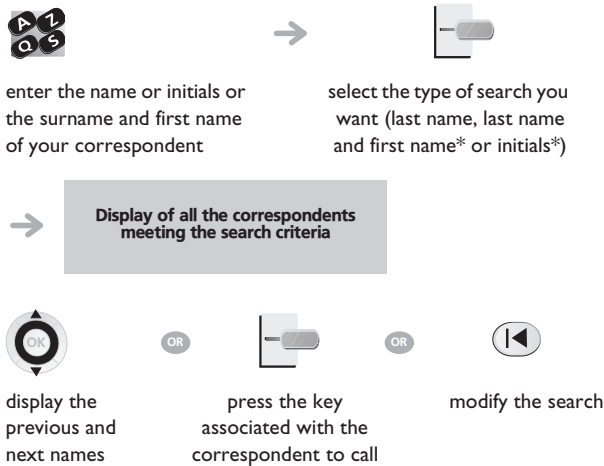 A Z
Q S
enter the name or initials or
the surname and first name
of your correspondent
select the type of search you
want (last name, last name
and first name* or initials*)
Display of all the correspondents
meeting the search criteria
OK
OR
OR
display the
previous and
next names
press the key
associated with the
correspondent to call
modify the search